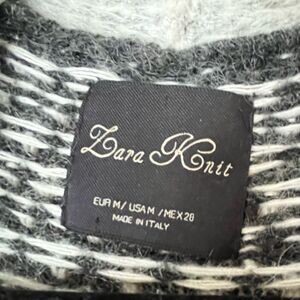 Zara Knit
EUR M / USA M / MEX 28
MADE IN ITALY